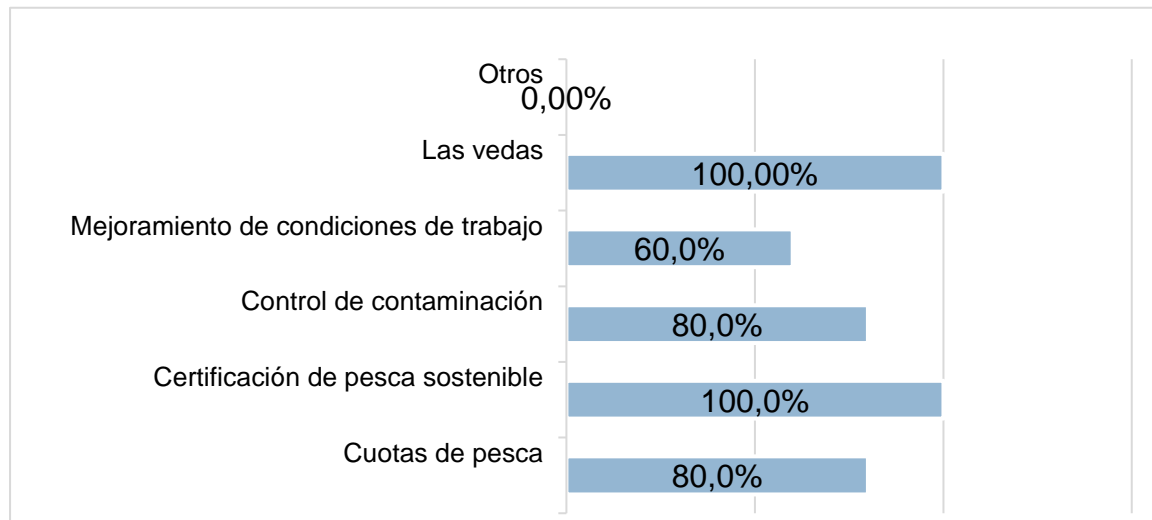 Otros
0,00%
Las vedas
100,00%
Mejoramiento de condiciones de trabajo
60,0%
Control de contaminación
80,0%
Certificación de pesca sostenible
100,0%
Cuotas de pesca
80,0%